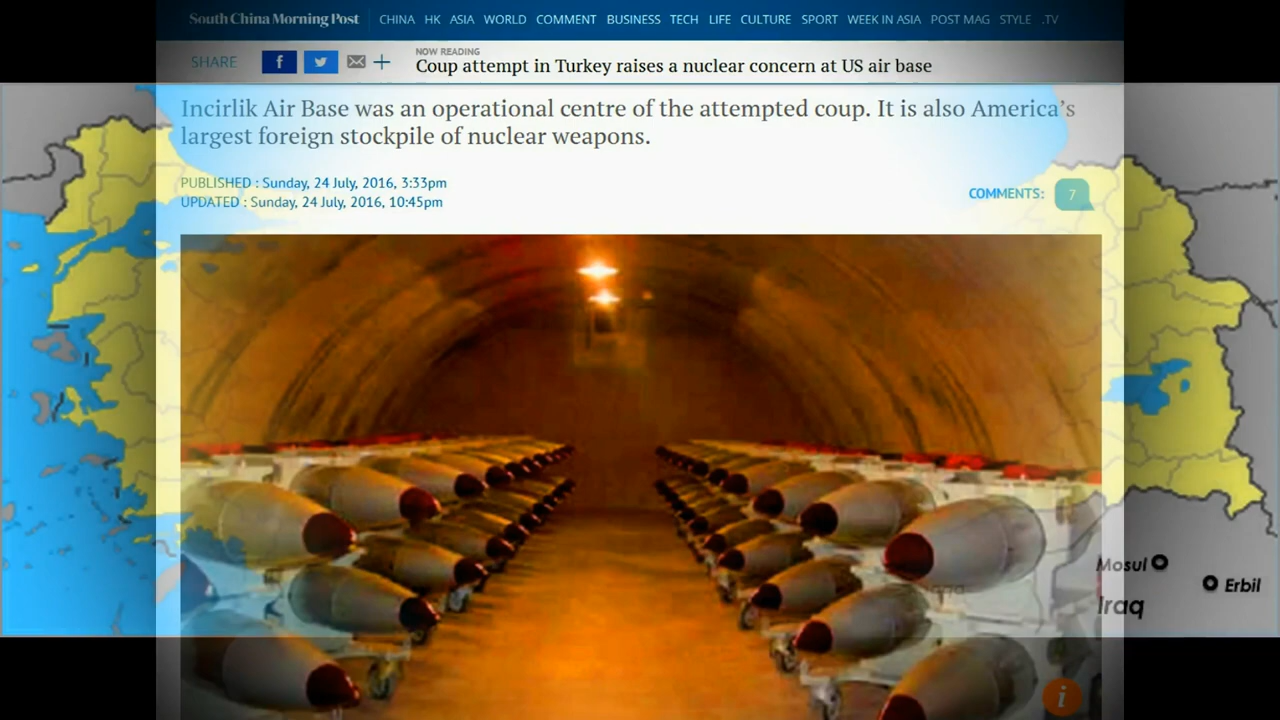 South China Morning Post
CHINA HK ASIA WORLD COMMENT BUSINESS TECH LIFE CULTURE SPORT WEEK IN ASIA POST MAG STYLE .TV
SHARE
NOW READING
Coup attempt in Turkey raises a nuclear concern at US air base
Incirlik Air Base was an operational centre of the attempted coup. It is also America’s
largest foreign stockpile of nuclear weapons.
PUBLISHED : Sunday, 24 July, 2016, 3:33pm
UPDATED : Sunday, 24 July, 2016, 10:45pm
COMMENTS: 7
Mosul
Erbil
Iraq